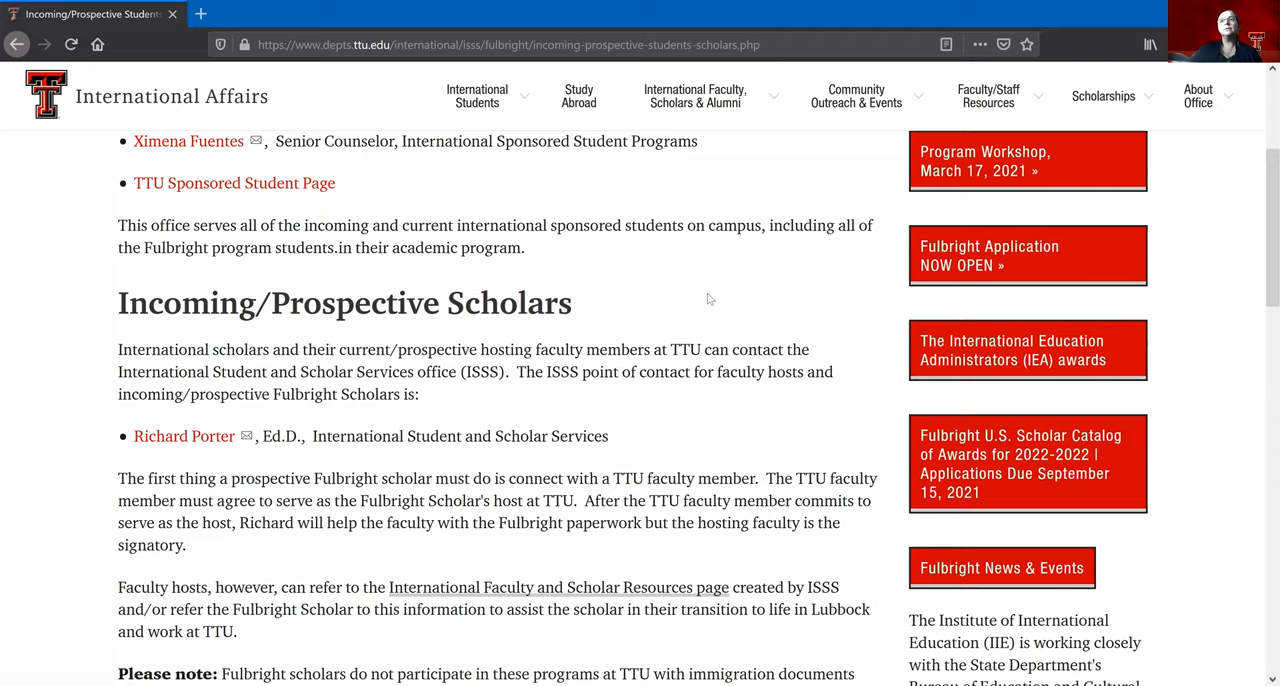 Incoming/Prospective Students
https://www.depts.ttu.edu/international/isss/fulbright/incoming-prospective-students-scholars.php
International Affairs
International
Students
Study
Abroad
International Faculty,
Scholars & Alumni
Community
Outreach & Events
Faculty/Staff
Resources
Scholarships
About
Office
• Ximena Fuentes , Senior Counselor, International Sponsored Student Programs
• TTU Sponsored Student Page
This office serves all of the incoming and current international sponsored students on campus, including all of
the Fulbright program students.in their academic program.
Incoming/Prospective Scholars
International scholars and their current/prospective hosting faculty members at TTU can contact the
International Student and Scholar Services office (ISSS). The ISSS point of contact for faculty hosts and
incoming/prospective Fulbright Scholars is:
• Richard Porter , Ed.D., International Student and Scholar Services
The first thing a prospective Fulbright scholar must do is connect with a TTU faculty member. The TTU faculty
member must agree to serve as the Fulbright Scholar's host at TTU. After the TTU faculty member commits to
serve as the host, Richard will help the faculty with the Fulbright paperwork but the hosting faculty is the
signatory.
Faculty hosts, however, can refer to the International Faculty and Scholar Resources page created by ISSS
and/or refer the Fulbright Scholar to this information to assist the scholar in their transition to life in Lubbock
and work at TTU.
Please note: Fulbright scholars do not participate in these programs at TTU with immigration documents
Program Workshop,
March 17, 2021 »
Fulbright Application
NOW OPEN »
The International Education
Administrators (IEA) awards
Fulbright U.S. Scholar Catalog
of Awards for 2022-2022 |
Applications Due September
15, 2021
Fulbright News & Events
The Institute of International
Education (IIE) is working closely
with the State Department's
Bureau of Education and Cultural